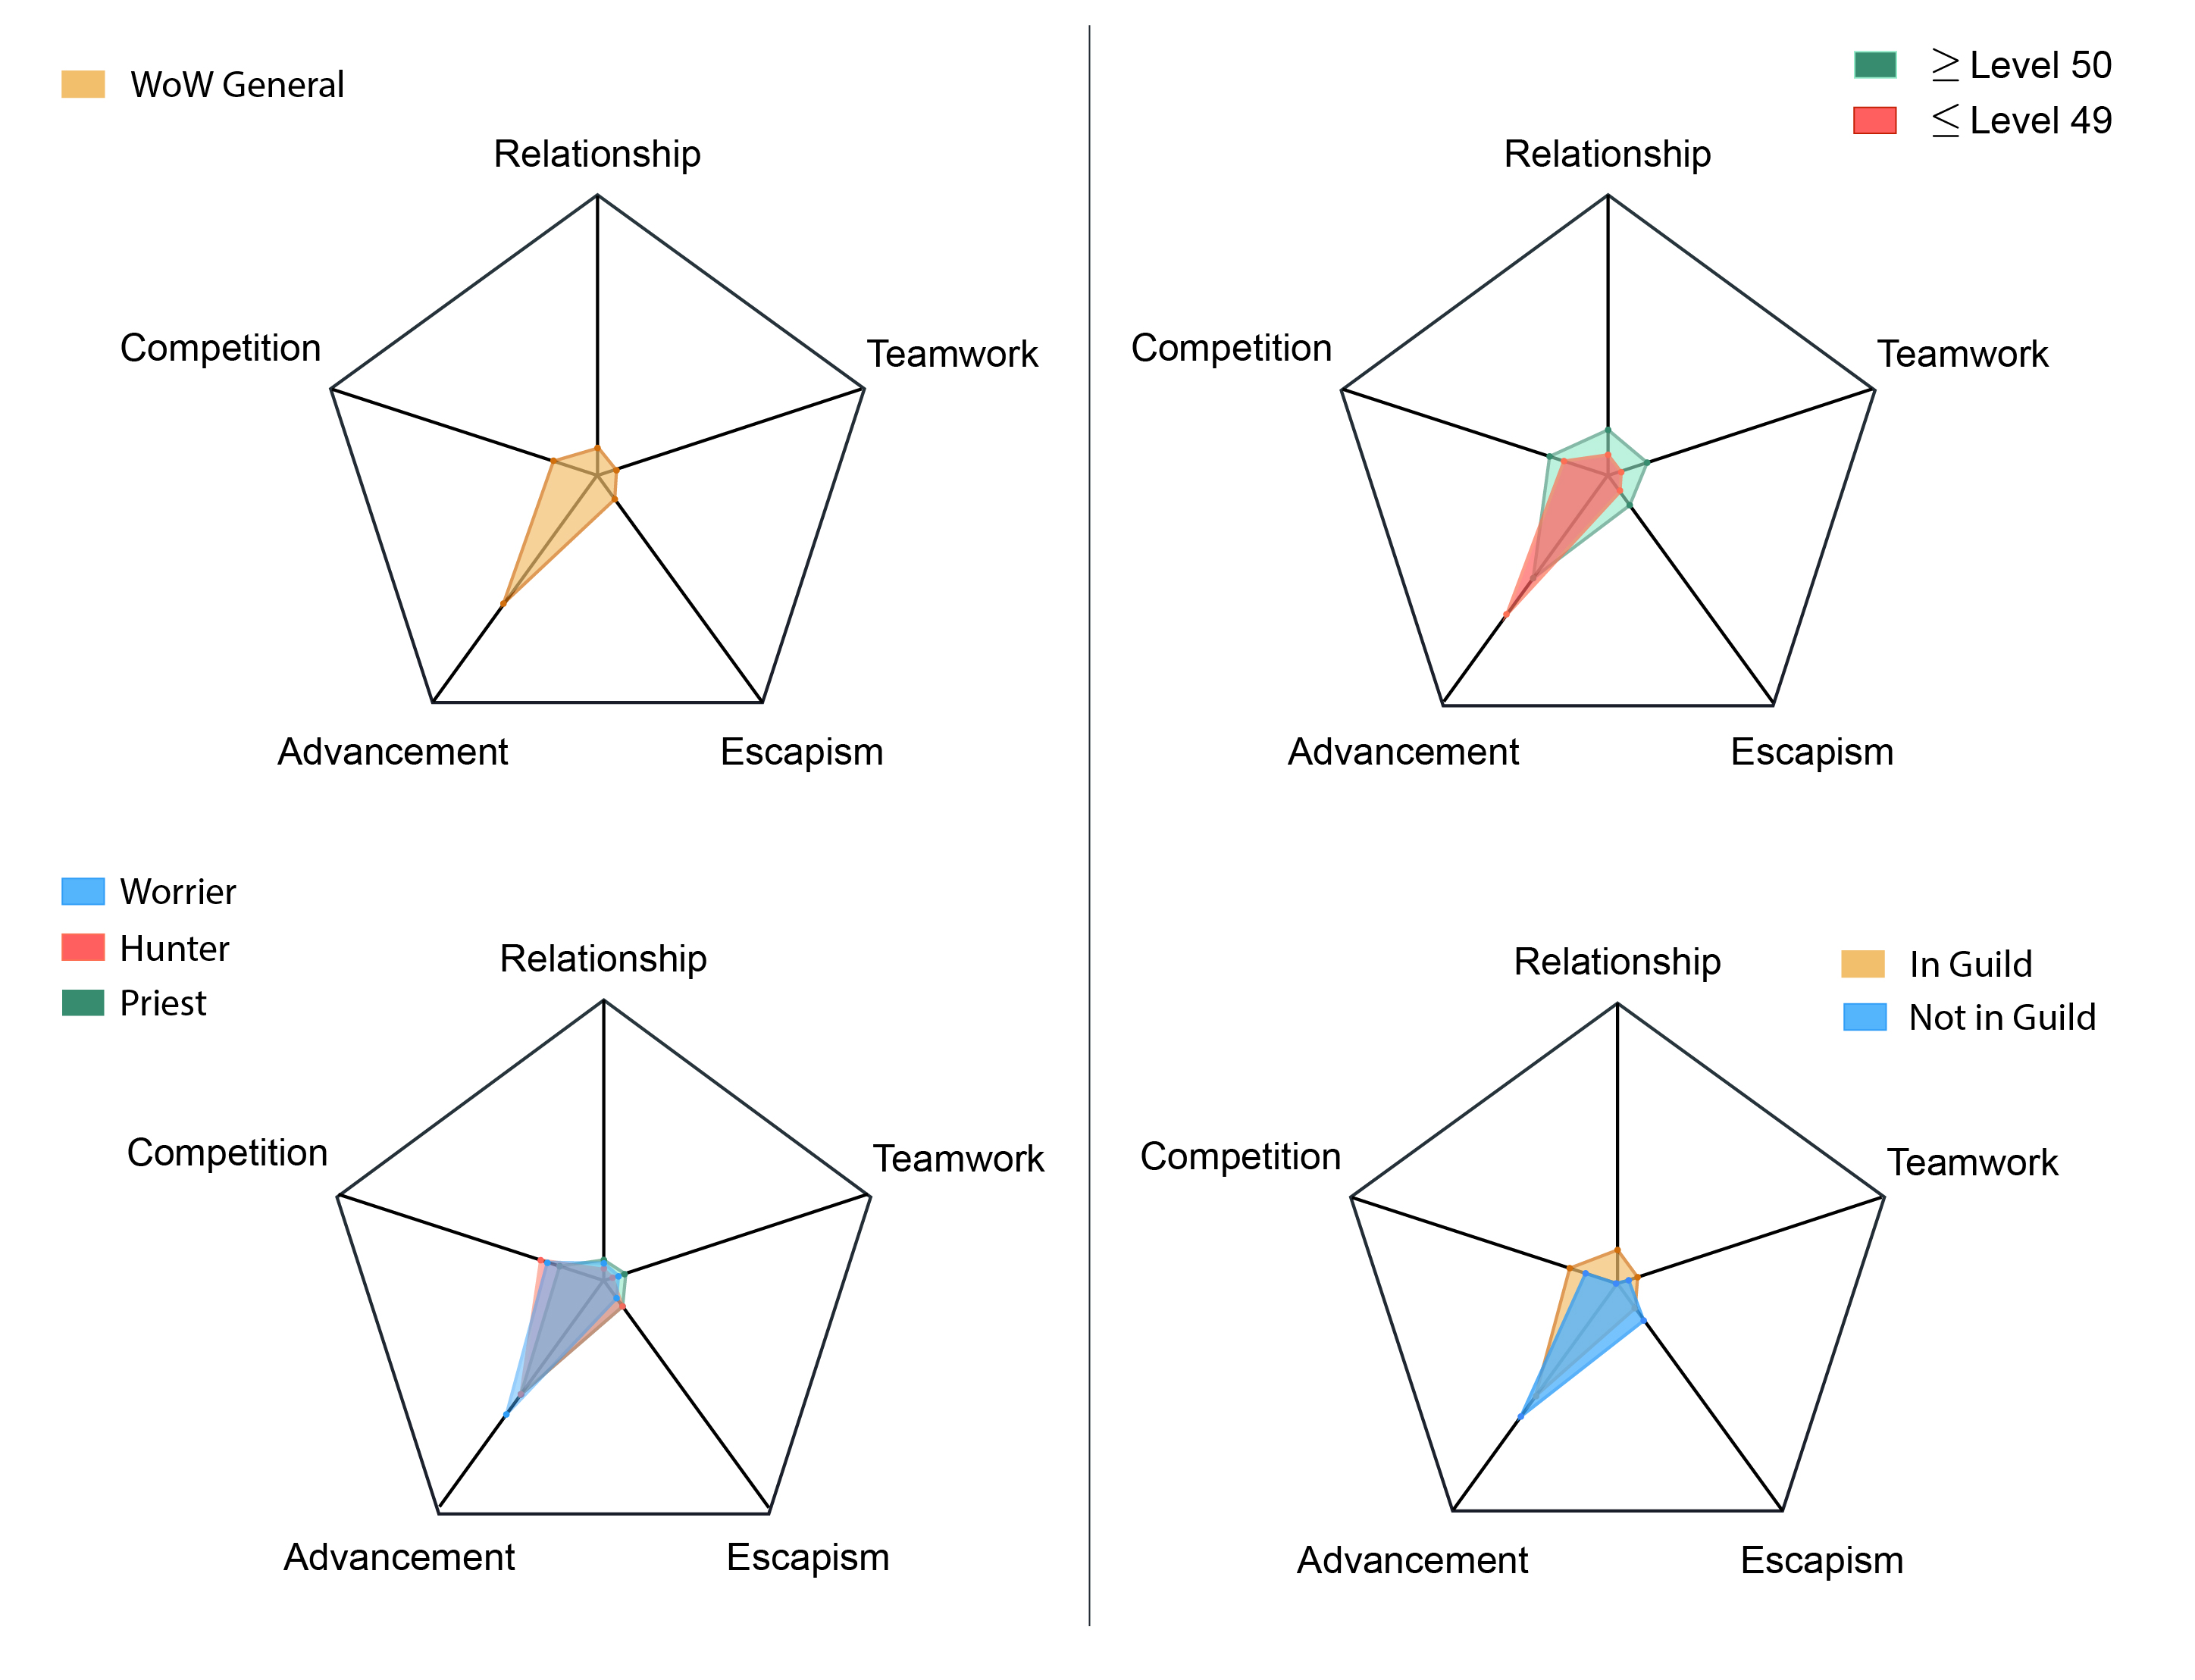 WoW General
Relationship
Competition
Teamwork
Advancement
Escapism
≥ Level 50
≤ Level 49
Relationship
Competition
Teamwork
Advancement
Escapism
Worrier
Hunter
Priest
Relationship
Competition
Teamwork
Advancement
Escapism
In Guild
Not in Guild
Relationship
Competition
Teamwork
Advancement
Escapism